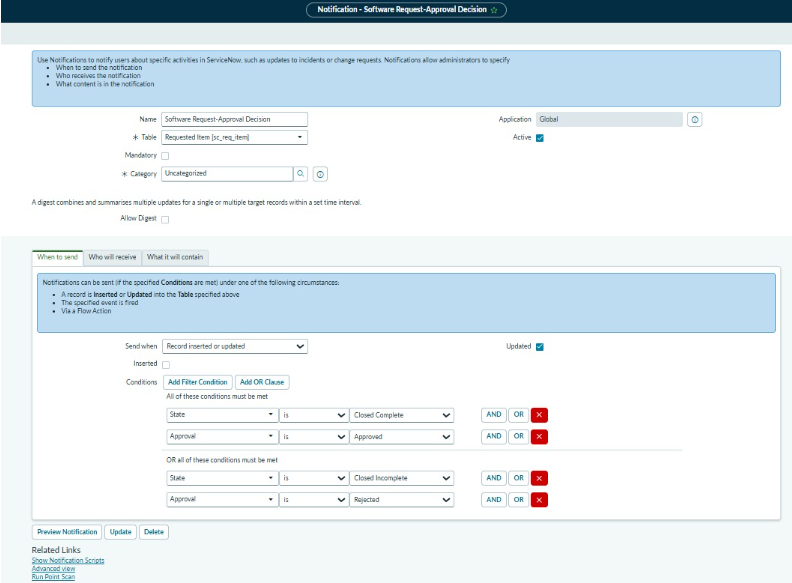 Notification - Software Request-Approval Decision
Use Notifications to notify users about specific activities in ServiceNow, such as updates to incidents or change requests. Notifications allow administrators to specify
When to send the notification
Who receives the notification
What content is in the notification
Name Software Request-Approval Decision Application Global
Table Requested Item [sc_req_item] Active
Mandatory
Category Uncategorized
A digest combines and summarises multiple updates for a single or multiple target records within a set time interval.
Allow Digest
When to send Who will receive What it will contain
Notifications can be sent (if the specified Conditions are met) under one of the following circumstances:
A record is Inserted or Updated into the Table specified above
The specified event is fired
Via a Flow Action
Send when Record inserted or updated Updated
Inserted
Conditions Add Filter Condition Add OR Clause
All of these conditions must be met
State is Closed Complete AND OR X
Approval is Approved AND OR X
OR all of these conditions must be met
State is Closed Incomplete AND OR X
Approval is Rejected AND OR X
Preview Notification Update Delete
Related Links
Show Notification Scripts
Advanced view
Run Point Scan